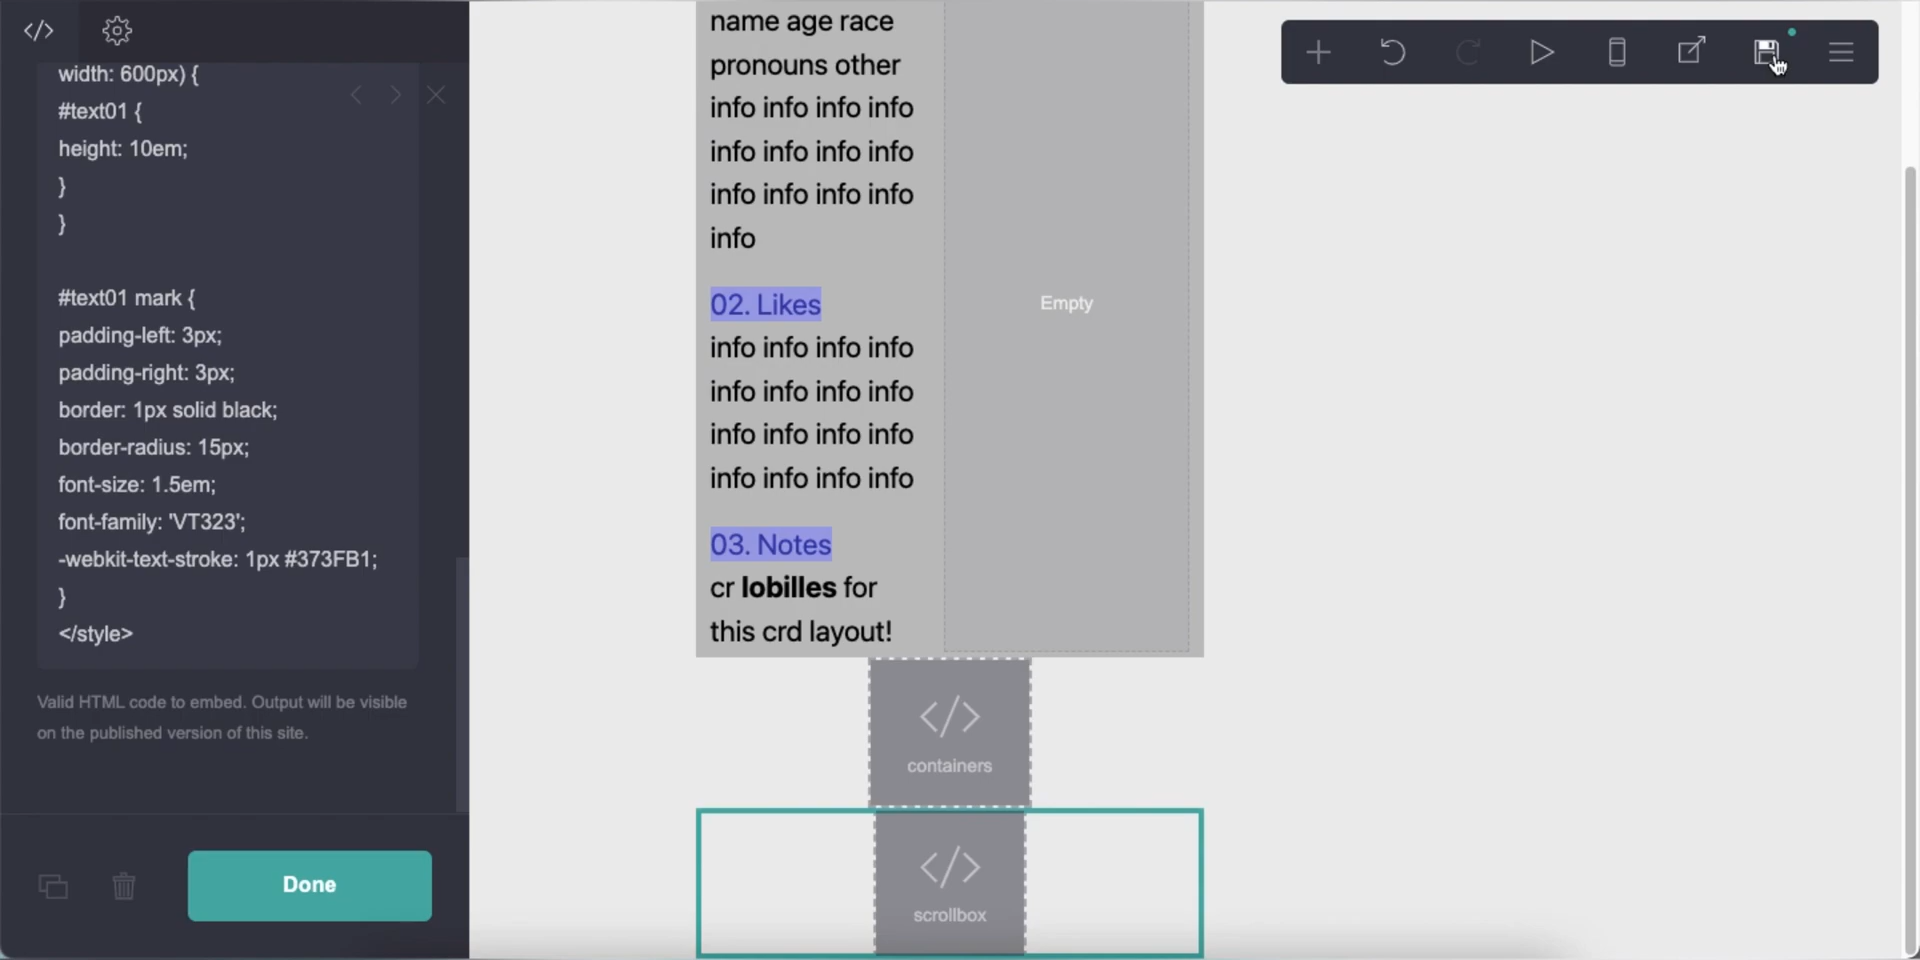 </>
width: 600px) {
#text01 {
height: 10em;
}
}
#text01 mark {
padding-left: 3px;
padding-right: 3px;
border: 1px solid black;
border-radius: 15px;
font-size: 1.5em;
font-family: 'VT323';
-webkit-text-stroke: 1px #373FB1;
}
</style>
Valid HTML code to embed. Output will be visible
on the published version of this site.
Done
name age race
pronouns other
info info info info
info info info info
info info info info
info
02. Likes
info info info info
info info info info
info info info info
info info info info
03. Notes
cr lobilles for
this crd layout!
Empty
</>
containers
</>
scrollbox